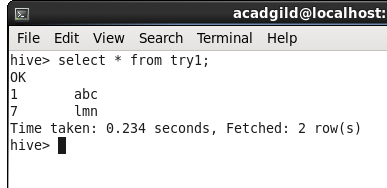 acadgild@localhost:
File Edit View Search Terminal Help
hive> select * from try1;
OK
1 abc
7 lmn
Time taken: 0.234 seconds, Fetched: 2 row(s)
hive>